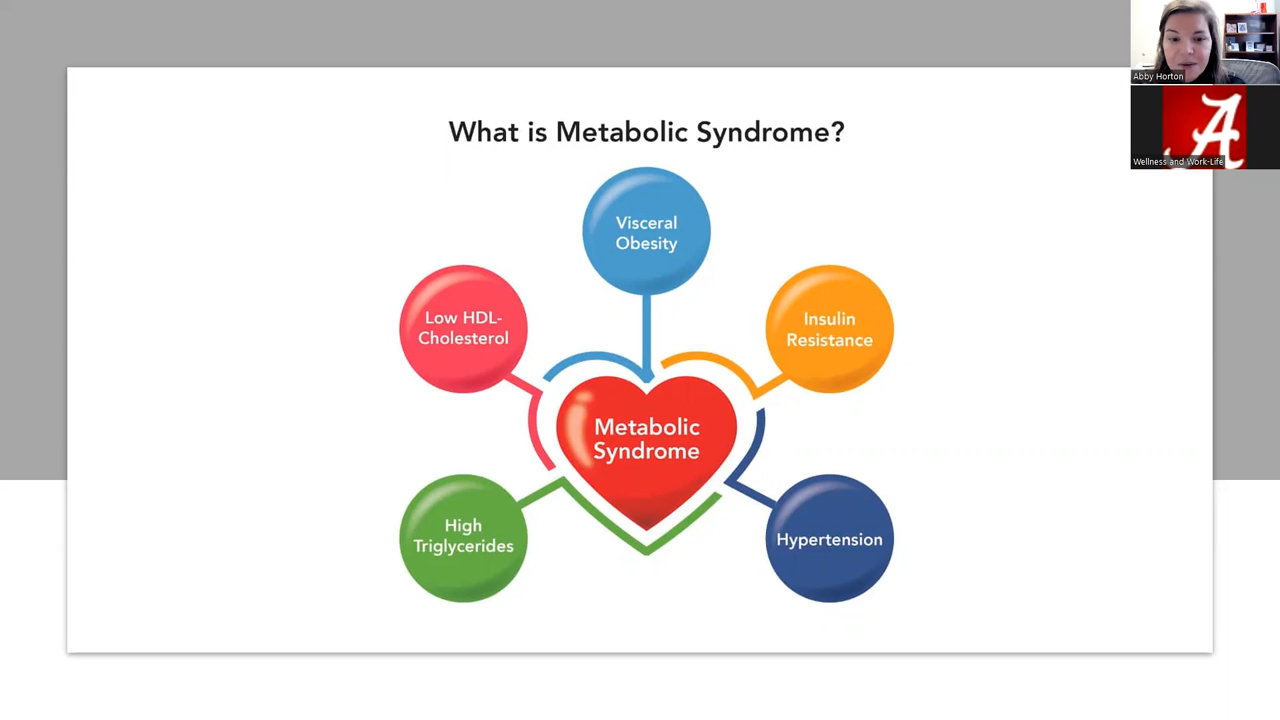 What is Metabolic Syndrome?
Visceral
Obesity
Low HDL-
Cholesterol
Insulin
Resistance
Metabolic
Syndrome
High
Triglycerides
Hypertension
Abby Horton
A
Wellness and Work-Life